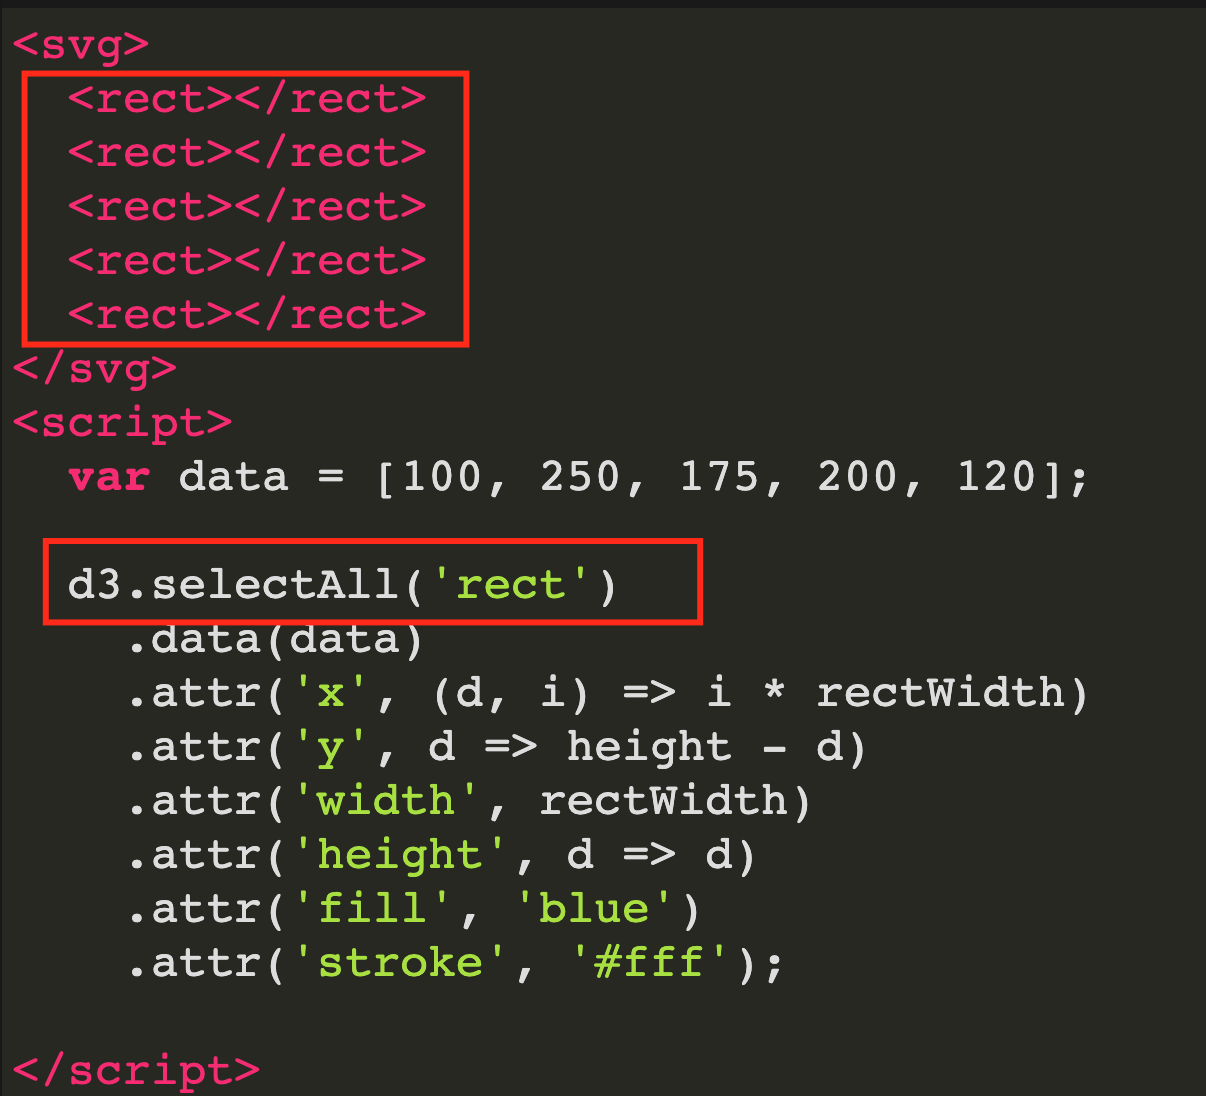 <svg>
<rect></rect>
<rect></rect>
<rect></rect>
<rect></rect>
<rect></rect>
</svg>
<script>
var data = [100, 250, 175, 200, 120];
d3.selectAll('rect')
.data(data)
.attr('x', (d, i) => i * rectWidth)
.attr('y', d => height - d)
.attr('width', rectWidth)
.attr('height', d => d)
.attr('fill', 'blue')
.attr('stroke', '#fff');
</script>